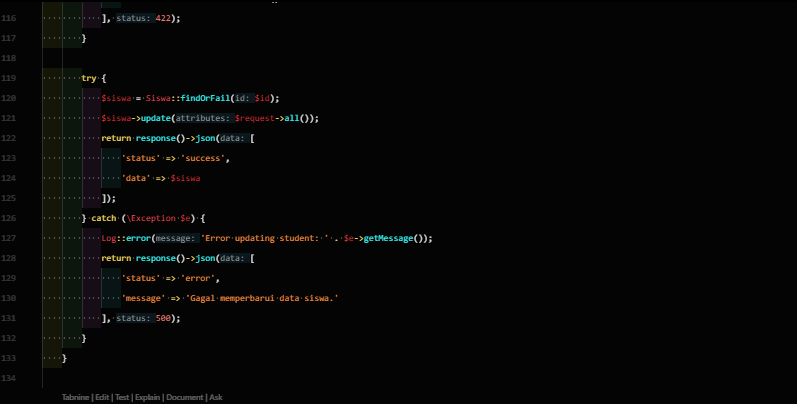 116 ], status: 422);
117 }
118
119 try {
120 $siswa = Siswa::findOrFail(id: $id);
121 $siswa->update(attributes: $request->all());
122 return response()->json(data: [
123 'status' => 'success',
124 'data' => $siswa
125 ]);
126 } catch (\Exception $e) {
127 Log::error(message: 'Error updating student: ' . $e->getMessage());
128 return response()->json(data: [
129 'status' => 'error',
130 'message' => 'Gagal memperbarui data siswa.'
131 ], status: 500);
132 }
133 }
134
Tabnine | Edit | Test | Explain | Document | Ask